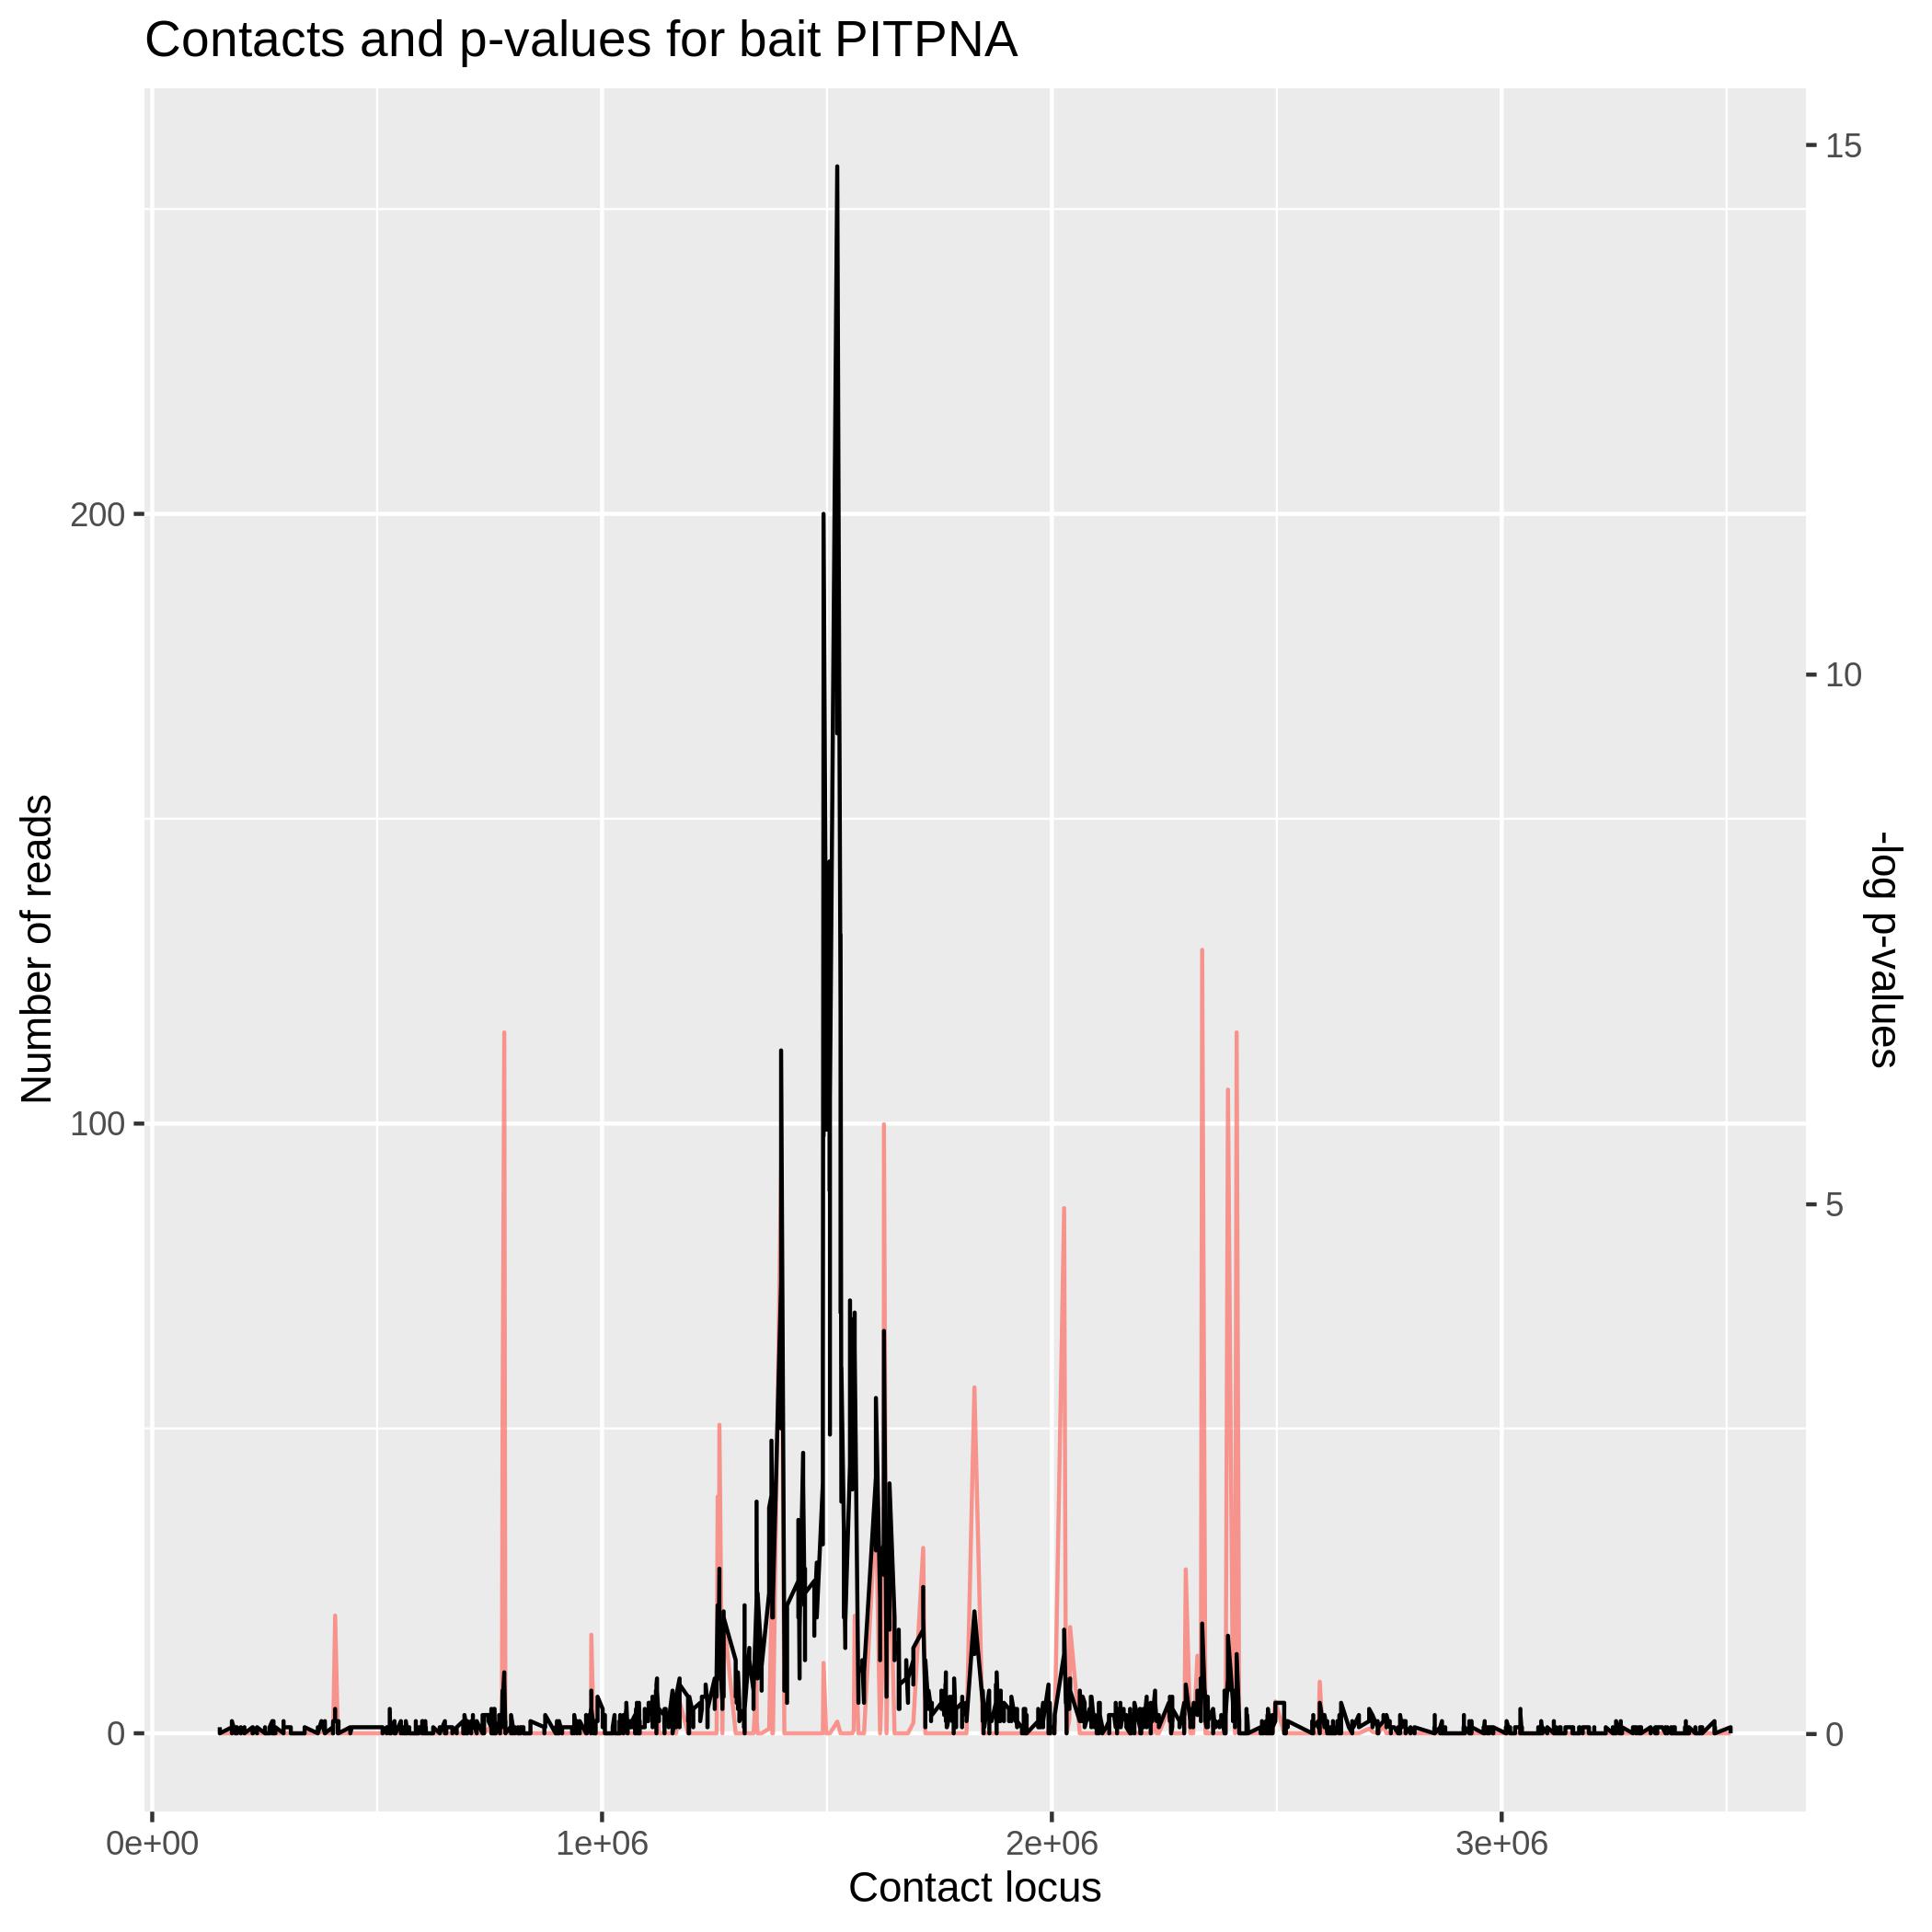 Contacts and p-values for bait PITPNA
Number of reads
200
100
0
15
10
5
0
-log p-values
0e+00
1e+06
2e+06
3e+06
Contact locus